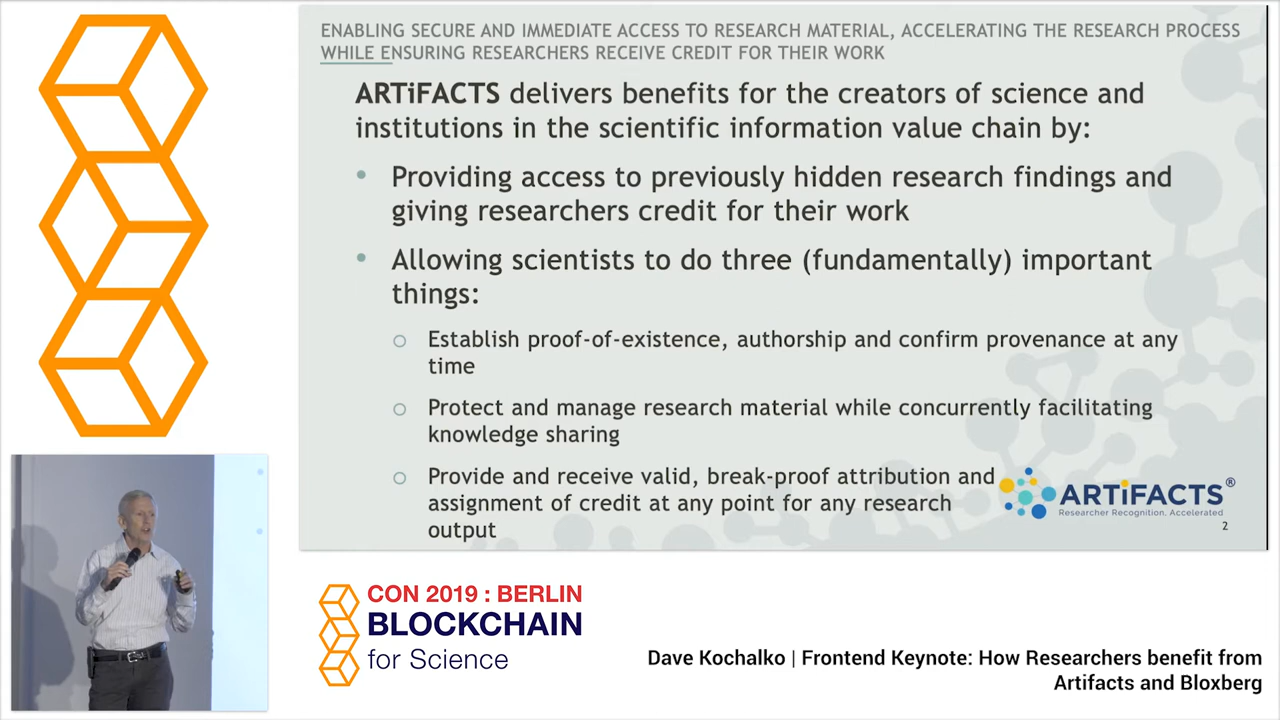 ENABLING SECURE AND IMMEDIATE ACCESS TO RESEARCH MATERIAL, ACCELERATING THE RESEARCH PROCESS
WHILE ENSURING RESEARCHERS RECEIVE CREDIT FOR THEIR WORK
ARTiFACTS delivers benefits for the creators of science and
institutions in the scientific information value chain by:
• Providing access to previously hidden research findings and
giving researchers credit for their work
• Allowing scientists to do three (fundamentally) important
things:
○ Establish proof-of-existence, authorship and confirm provenance at any
time
○ Protect and manage research material while concurrently facilitating
knowledge sharing
○ Provide and receive valid, break-proof attribution and
assignment of credit at any point for any research
output
ARTiFACTS®
Researcher Recognition. Accelerated
2
CON 2019 : BERLIN
BLOCKCHAIN
for Science
Dave Kochalko | Frontend Keynote: How Researchers benefit from
Artifacts and Bloxberg